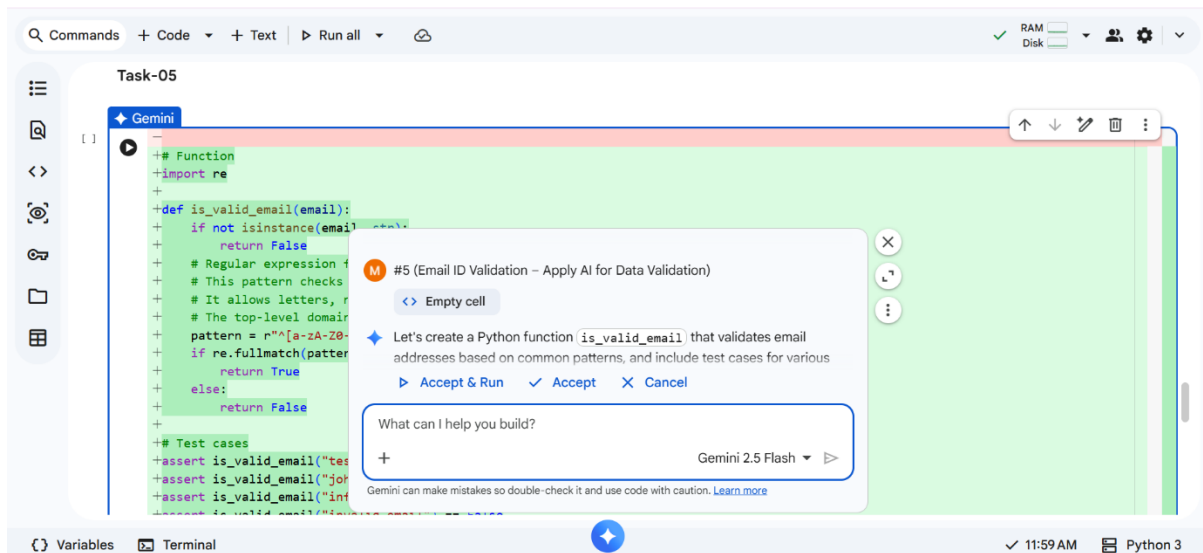 Commands + Code + Text Run all RAM
Disk
Task-05
Gemini
[ ]
# Function
+import re
+
+def is_valid_email(email):
+ if not isinstance(email, str):
+ return False
+ # Regular expression f
+ # This pattern checks
+ # It allows letters, n
+ # The top-level domain
+ pattern = r"^[a-zA-Z0-
+ if re.fullmatch(patter
+ return True
+ else:
+ return False
+
+# Test cases
+assert is_valid_email("tes
+assert is_valid_email("joh
+assert is_valid_email("inf
M #5 (Email ID Validation – Apply AI for Data Validation)
<> Empty cell
Let's create a Python function is_valid_email that validates email
addresses based on common patterns, and include test cases for various
Accept & Run Accept Cancel
What can I help you build?
+ Gemini 2.5 Flash
Gemini can make mistakes so double-check it and use code with caution. Learn more
{} Variables Terminal 11:59 AM Python 3